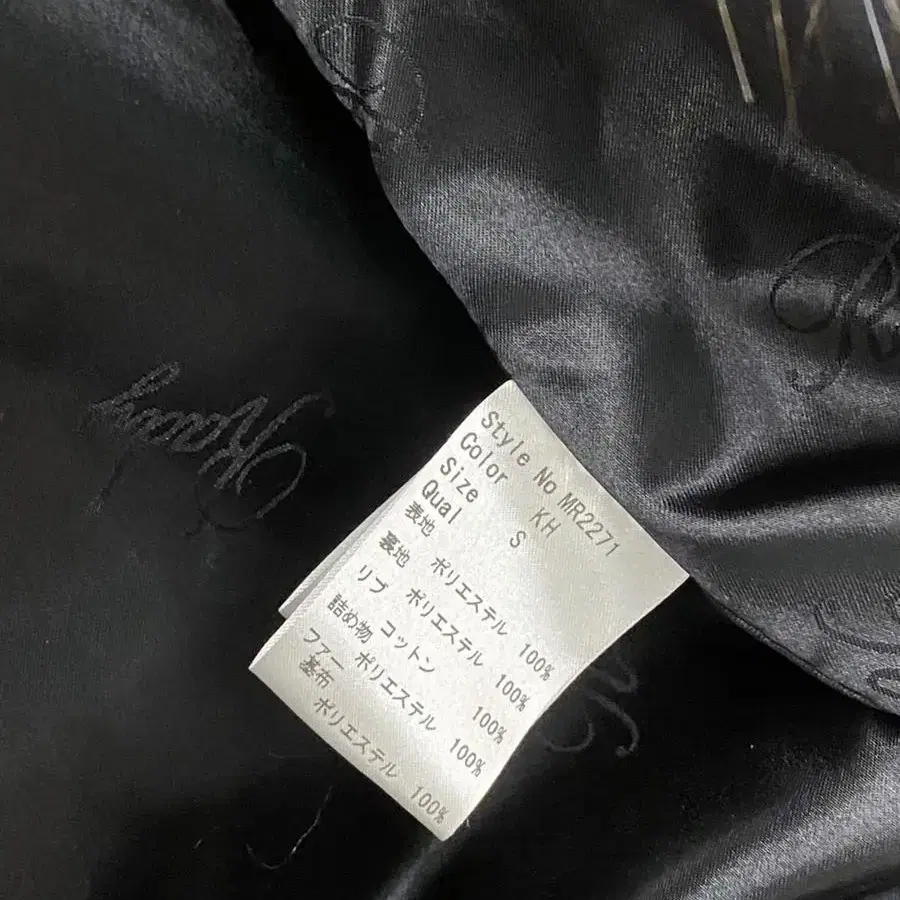 Style No MR2271
Color KH
Size S
Qual
表地 ポリエステル 100%
裏地 ポリエステル 100%
リブ コットン 100%
詰め物 ポリエステル 100%
ファー
基布
ポリエステル 100%